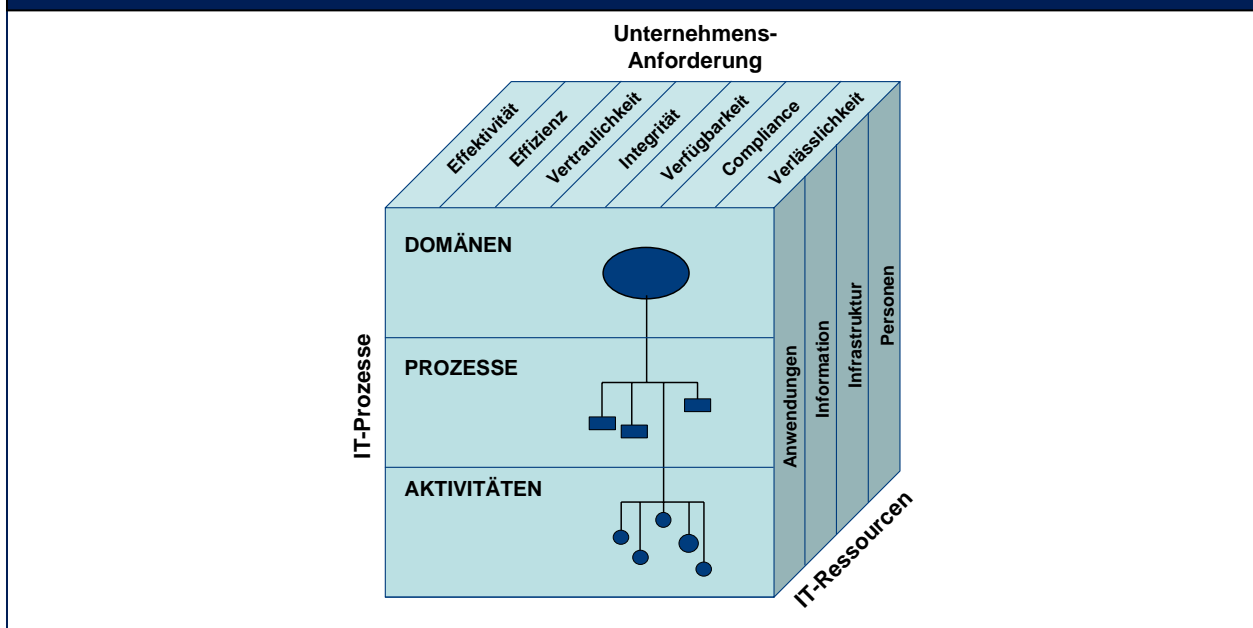 Unternehmens-
Anforderung
Effektivität
Effizienz
Vertraulichkeit
Integrität
Verfügbarkeit
Compliance
Verlässlichkeit
DOMÄNEN
PROZESSE
AKTIVITÄTEN
IT-Prozesse
Anwendungen
Information
Infrastruktur
Personen
IT-Ressourcen